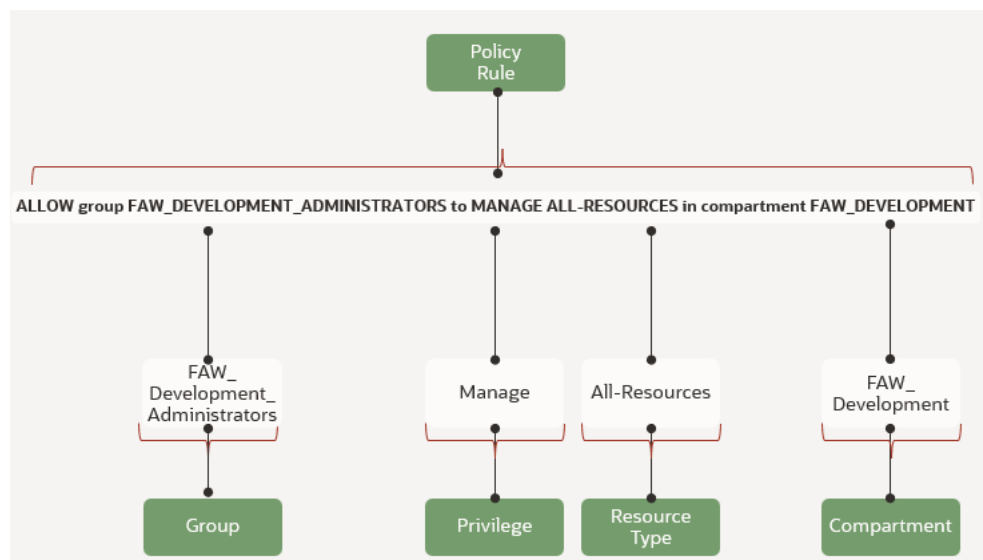 Policy
Rule
ALLOW group FAW_DEVELOPMENT_ADMINISTRATORS to MANAGE ALL-RESOURCES in compartment FAW_DEVELOPMENT
FAW_
Development_
Administrators
Manage
All-Resources
FAW_
Development
Group
Privilege
Resource
Type
Compartment